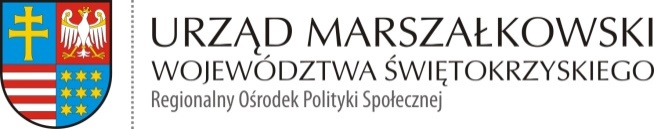 URZĄD MARSZAŁKOWSKI
WOJEWÓDZTWA ŚWIĘTOKRZYSKIEGO
Regionalny Ośrodek Polityki Społecznej